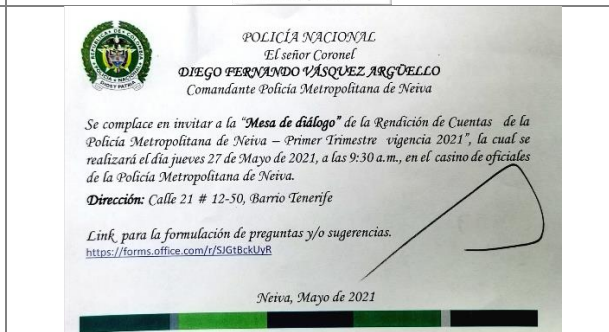 POLICÍA NACIONAL
El señor Coronel
DIEGO FERNANDO VÁSQUEZ ARGÜELLO
Comandante Policía Metropolitana de Neiva
Se complace en invitar a la “Mesa de diálogo” de la Rendición de Cuentas de la
Policía Metropolitana de Neiva – Primer Trimestre vigencia 2021”, la cual se
realizará el día jueves 27 de Mayo de 2021, a las 9:30 a.m., en el casino de oficiales
de la Policía Metropolitana de Neiva.
Dirección: Calle 21 # 12-50, Barrio Tenerife
Link para la formulación de preguntas y/o sugerencias.
https://forms.office.com/r/SJGtBckUyR
Neiva, Mayo de 2021